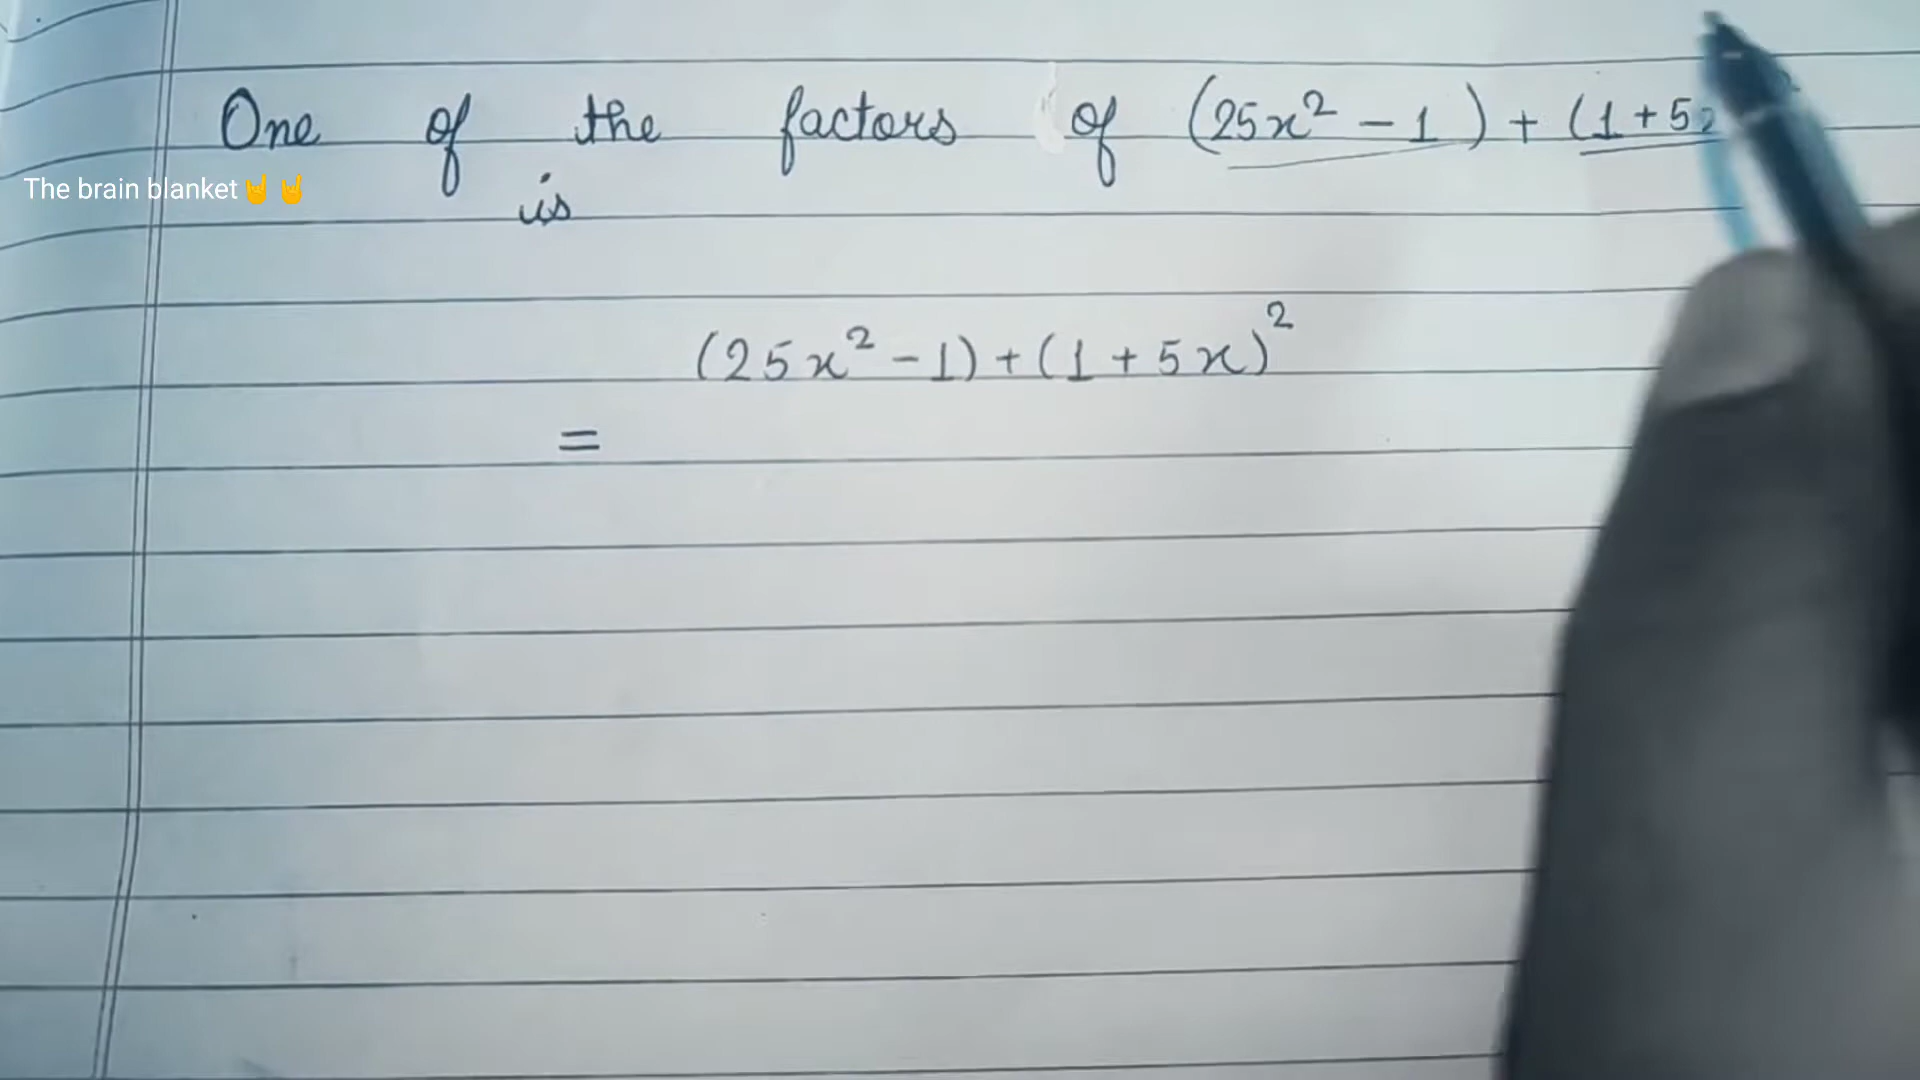 One of the factors of (25x² - 1) + (1 + 5
The brain blanket🤘🤘
is
(25x² - 1) + (1 + 5x)²
=